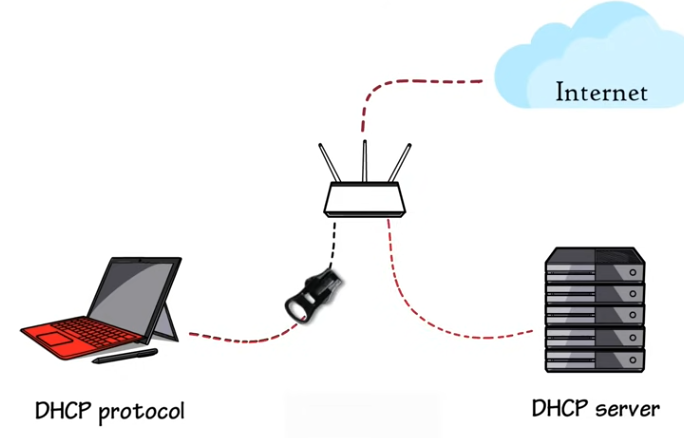 Internet
DHCP protocol
DHCP server